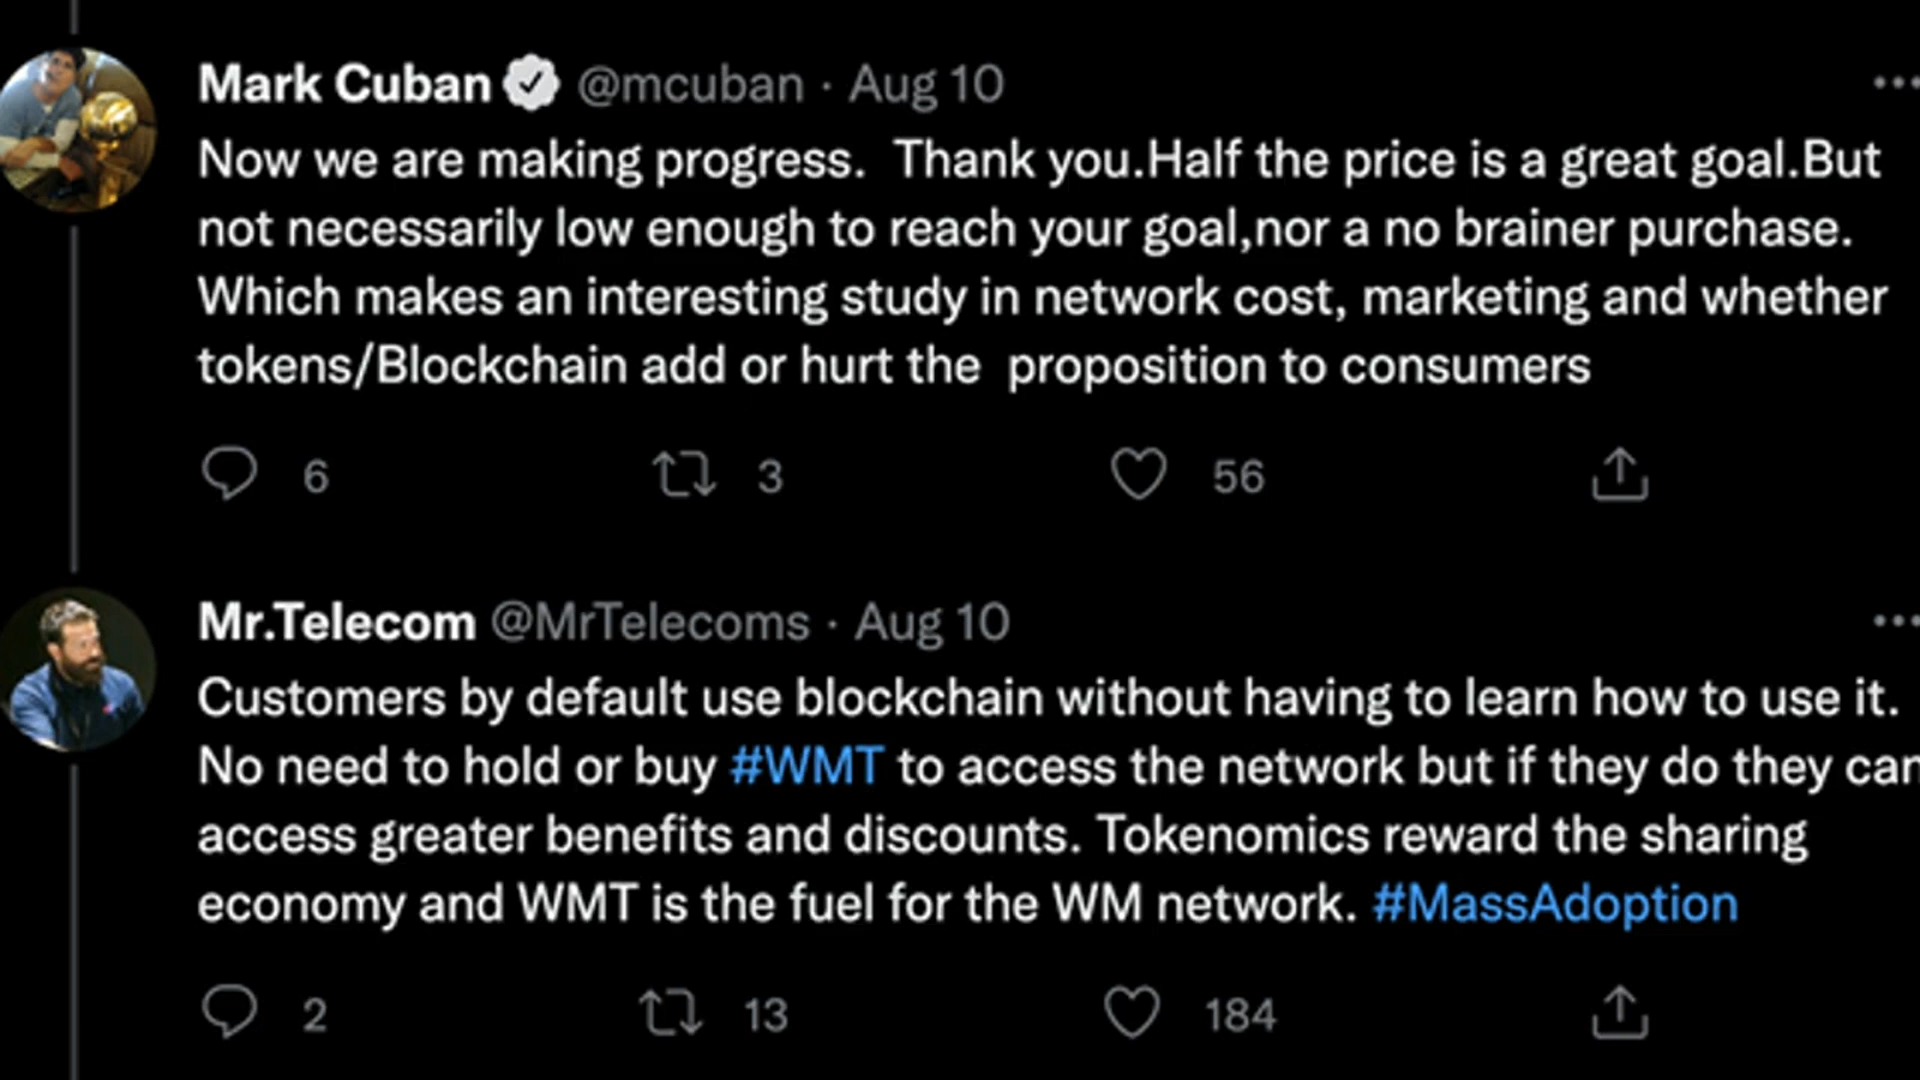 Mark Cuban @mcuban · Aug 10
Now we are making progress.  Thank you.Half the price is a great goal.But
not necessarily low enough to reach your goal,nor a no brainer purchase.
Which makes an interesting study in network cost, marketing and whether
tokens/Blockchain add or hurt the  proposition to consumers
6 3 56
Mr.Telecom @MrTelecoms · Aug 10
Customers by default use blockchain without having to learn how to use it.
No need to hold or buy #WMT to access the network but if they do they can
access greater benefits and discounts. Tokenomics reward the sharing
economy and WMT is the fuel for the WM network. #MassAdoption
2 13 184